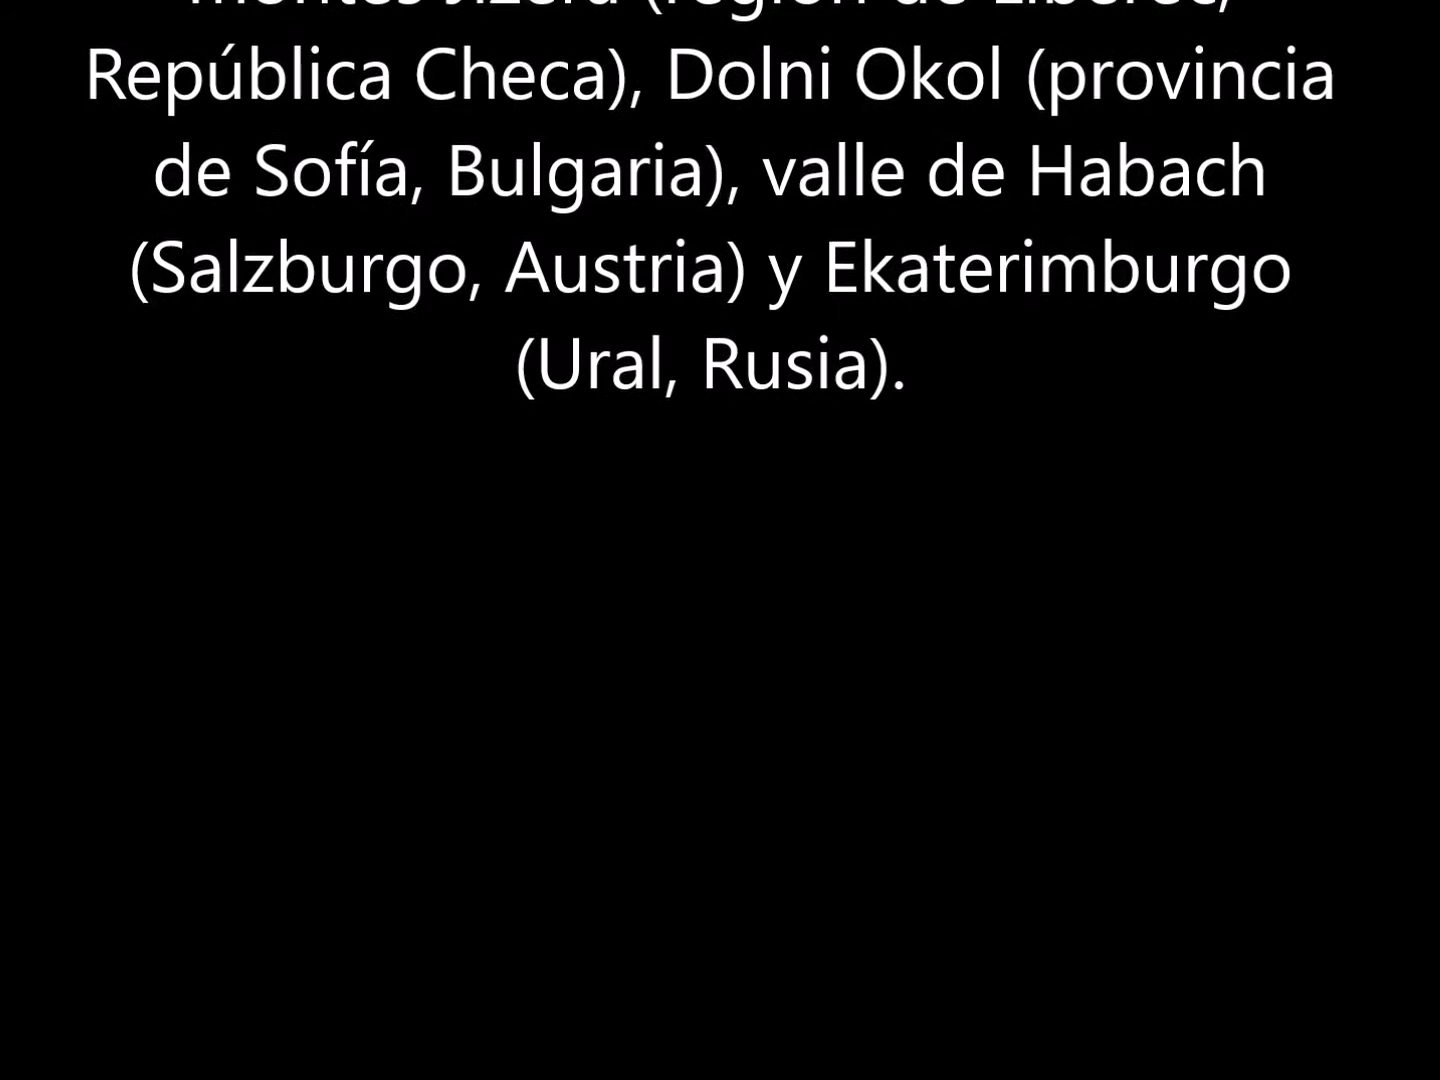 montes Jizera (región de Liberec,
República Checa), Dolni Okol (provincia
de Sofía, Bulgaria), valle de Habach
(Salzburgo, Austria) y Ekaterimburgo
(Ural, Rusia).